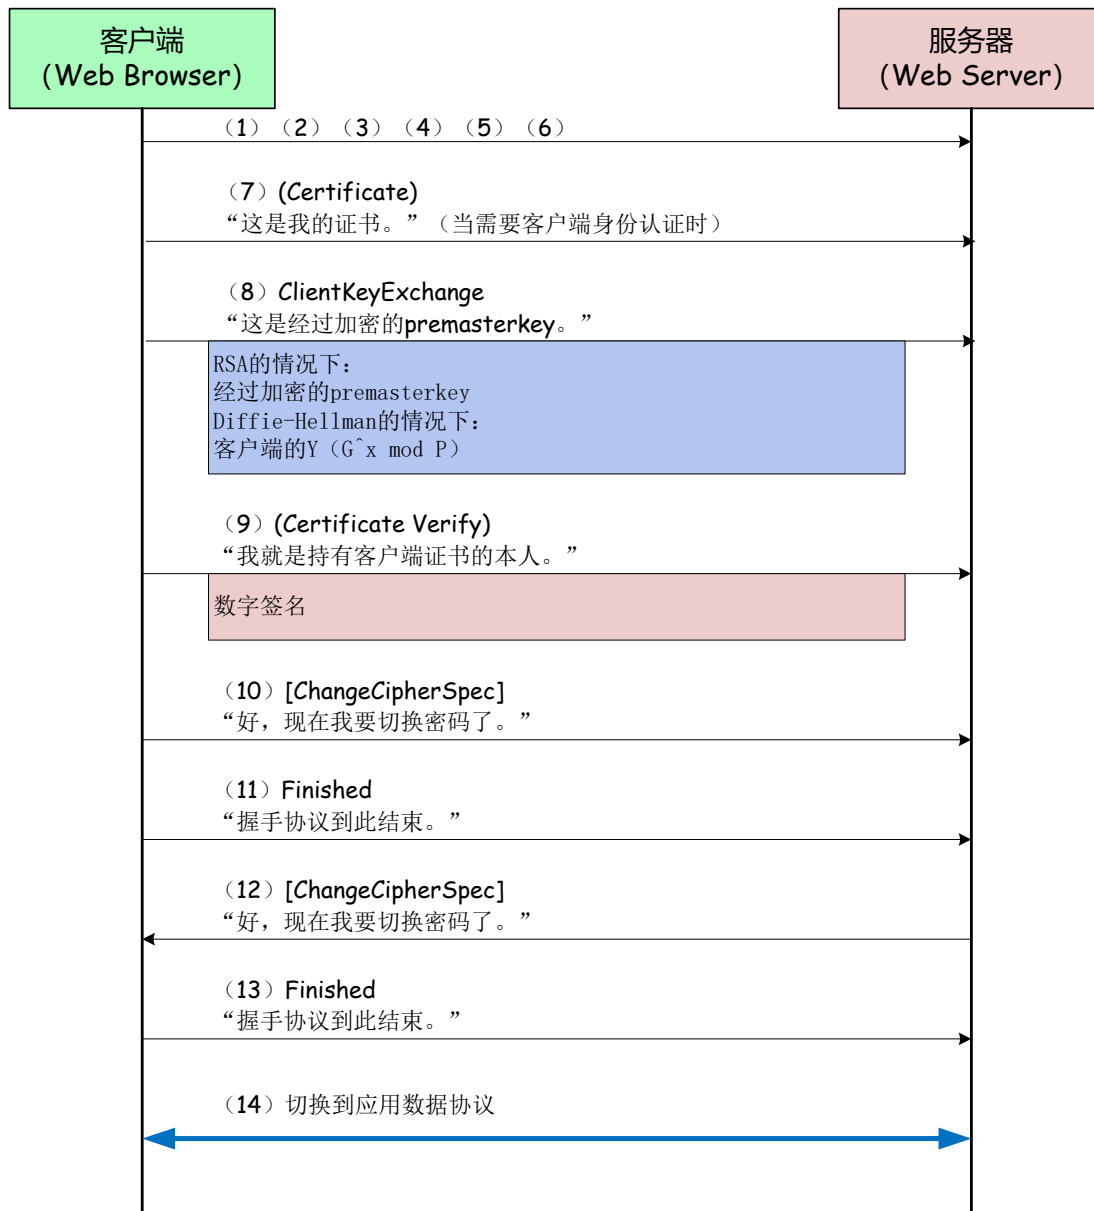 客户端
（Web Browser）
服务器
（Web Server）
（1）（2）（3）（4）（5）（6）
（7）(Certificate)
“这是我的证书。”（当需要客户端身份认证时）
（8）ClientKeyExchange
“这是经过加密的premasterkey。”
RSA的情况下：
经过加密的premasterkey
Diffie-Hellman的情况下：
客户端的Y（G^x mod P）
（9）(Certificate Verify)
“我就是持有客户端证书的本人。”
数字签名
（10）[ChangeCipherSpec]
“好，现在我要切换密码了。”
（11）Finished
“握手协议到此结束。”
（12）[ChangeCipherSpec]
“好，现在我要切换密码了。”
（13）Finished
“握手协议到此结束。”
（14）切换到应用数据协议